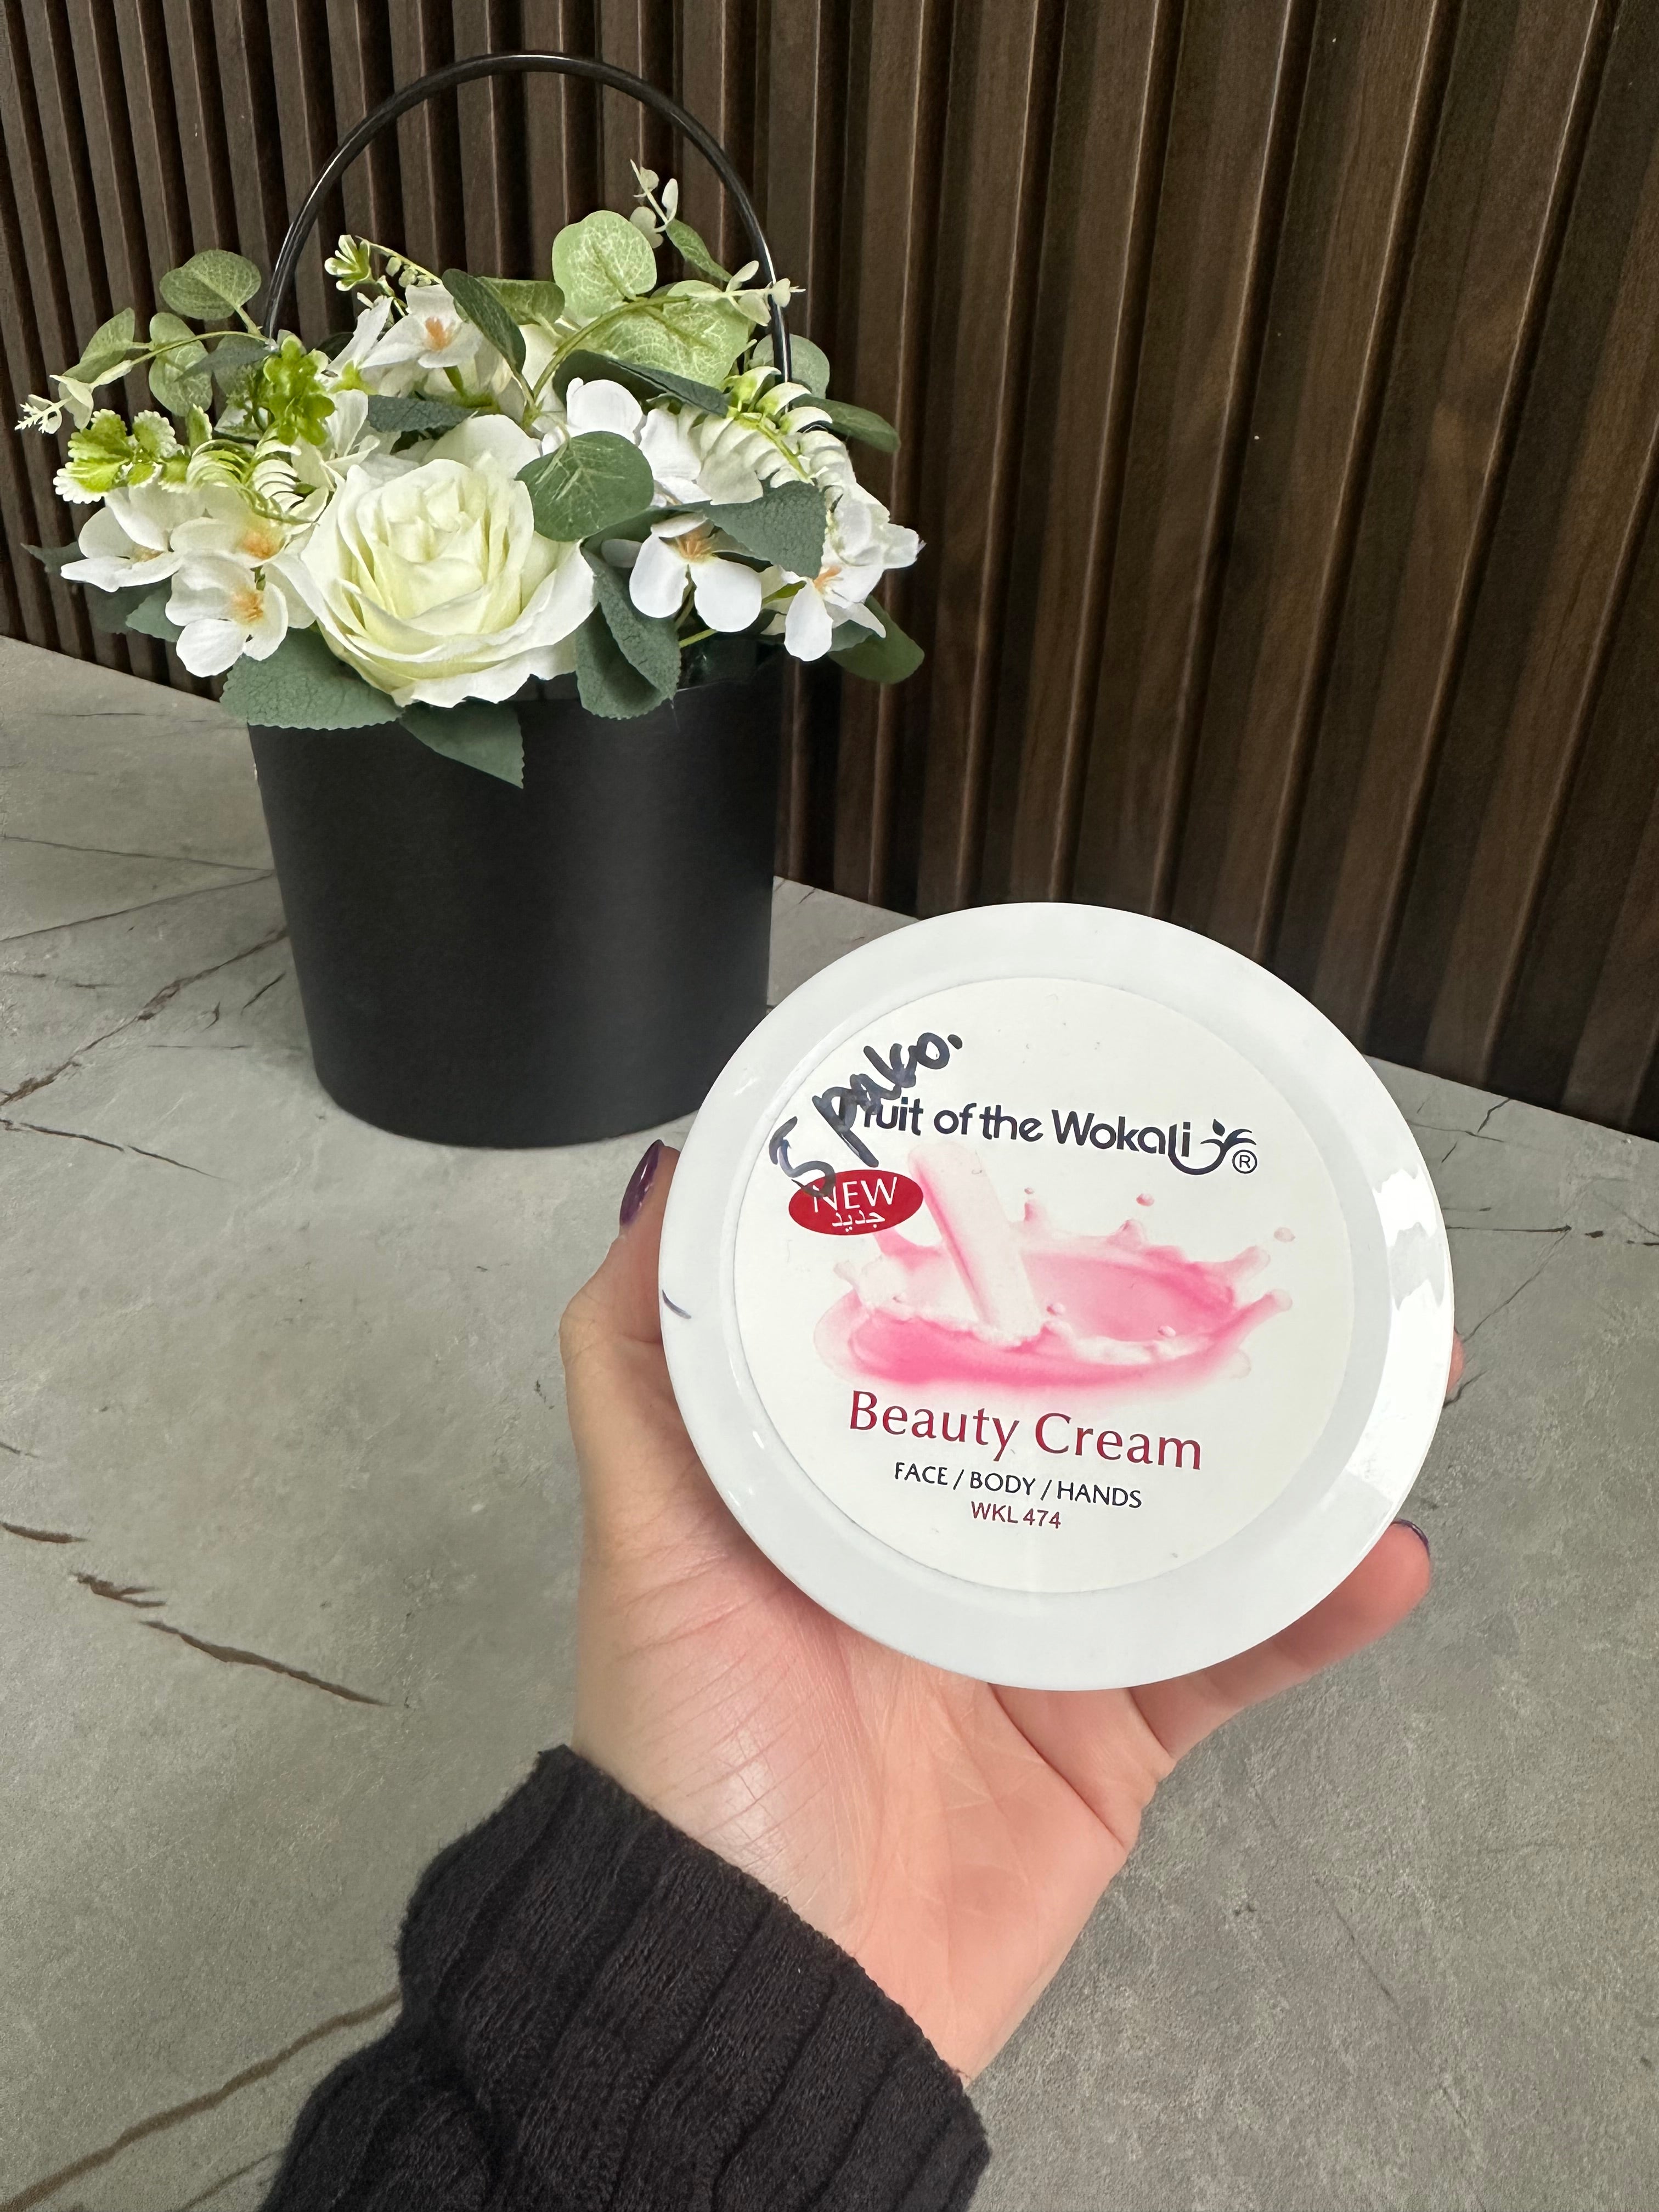 Fruit of the Wokali ®
NEW
جديد
Beauty Cream
FACE / BODY / HANDS
WKL 474